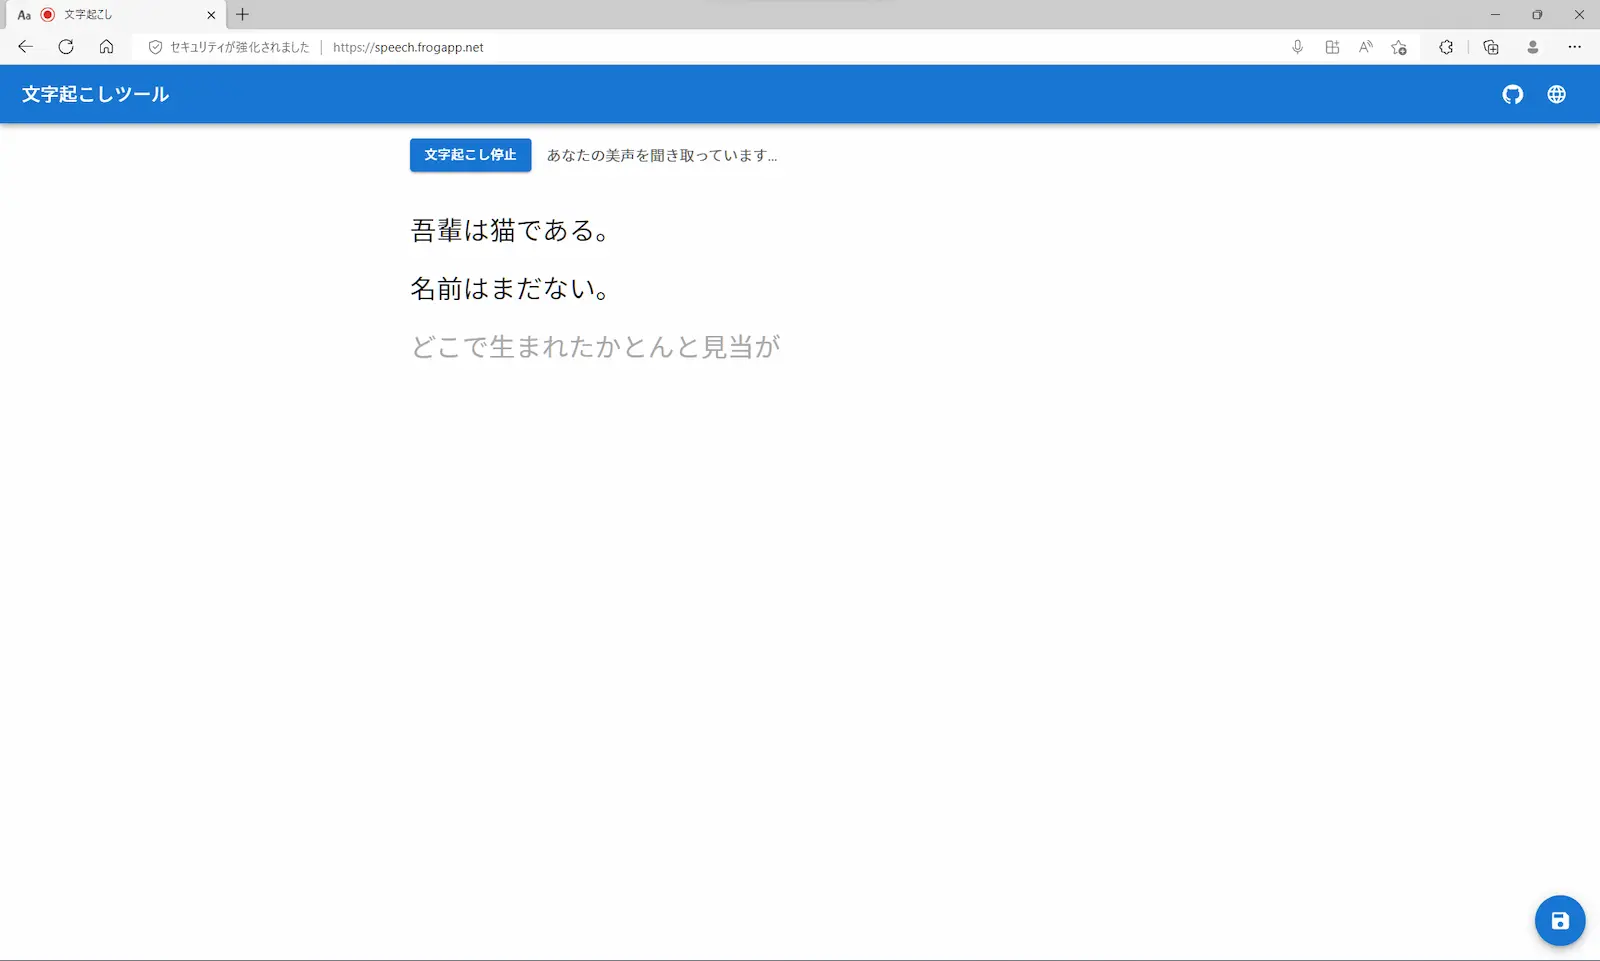 Aa 文字起こし
セキュリティが強化されました | https://speech.frogapp.net
文字起こしツール
文字起こし停止 あなたの美声を聞き取っています...
吾輩は猫である。
名前はまだない。
どこで生まれたかとんと見当が